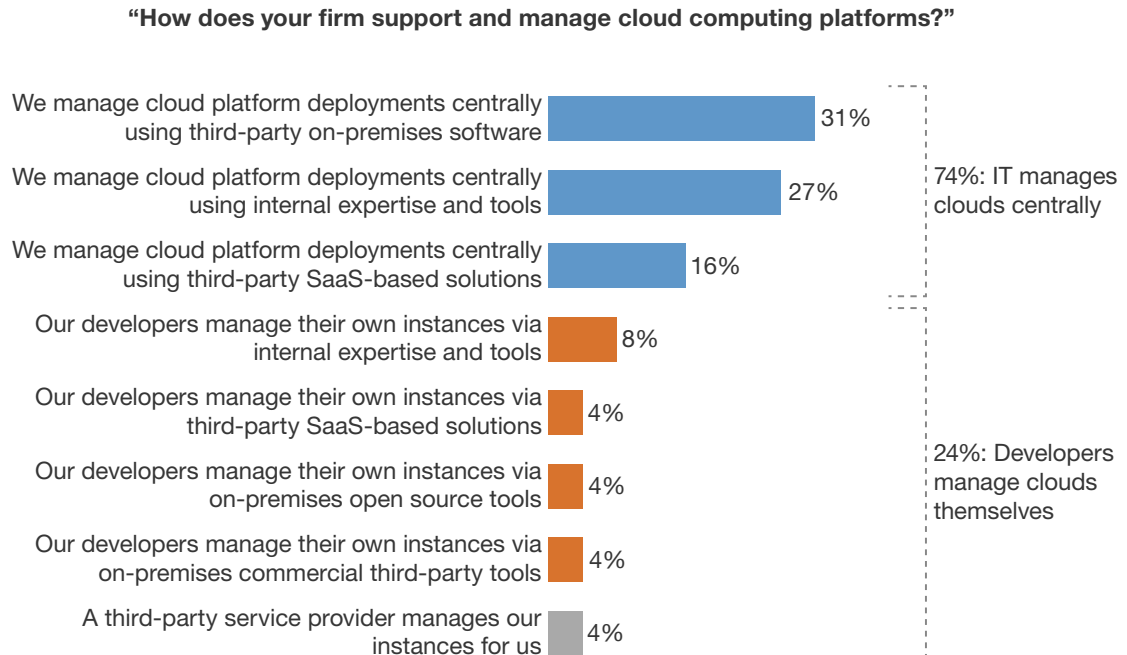 “How does your firm support and manage cloud computing platforms?”
We manage cloud platform deployments centrally
using third-party on-premises software
31%
We manage cloud platform deployments centrally
using internal expertise and tools
27%
We manage cloud platform deployments centrally
using third-party SaaS-based solutions
16%
74%: IT manages
clouds centrally
Our developers manage their own instances via
internal expertise and tools
8%
Our developers manage their own instances via
third-party SaaS-based solutions
4%
Our developers manage their own instances via
on-premises open source tools
4%
Our developers manage their own instances via
on-premises commercial third-party tools
4%
A third-party service provider manages our
instances for us
4%
24%: Developers
manage clouds
themselves